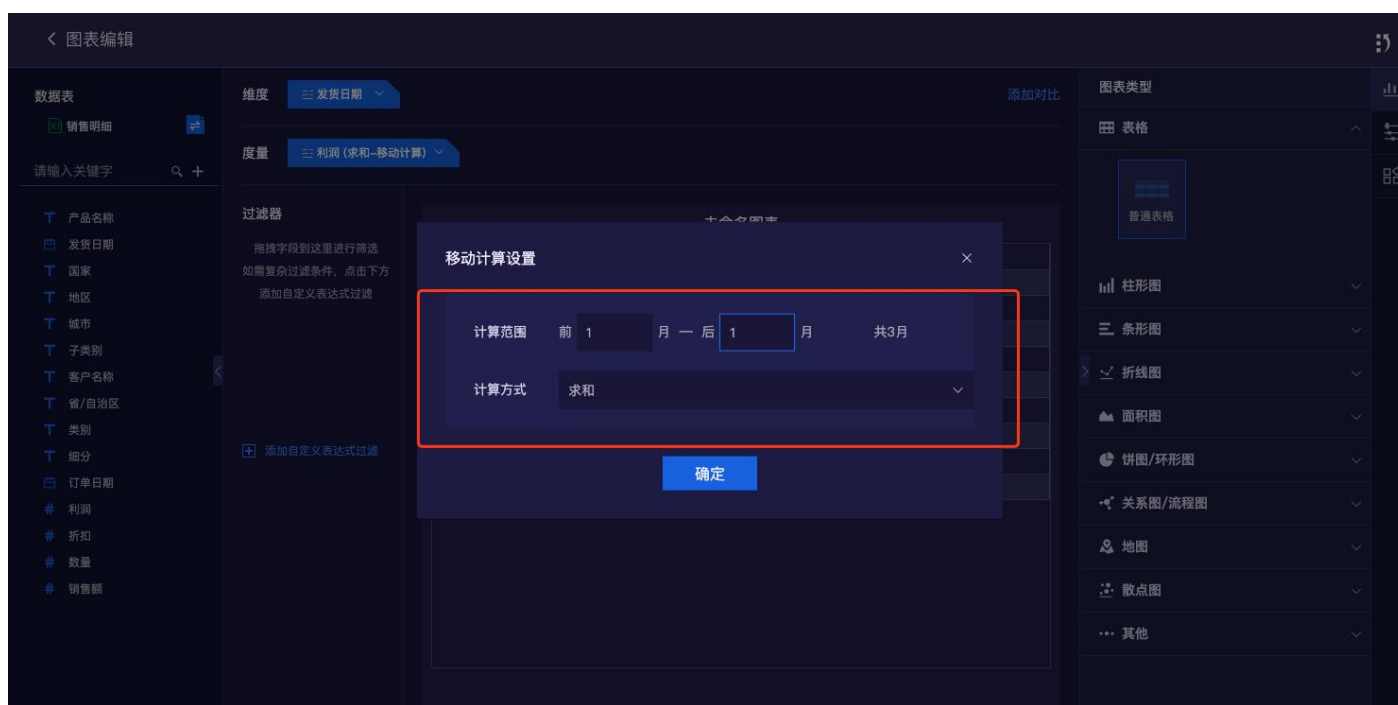 图表编辑
数据表
销售明细
请输入关键字
产品名称
发货日期
国家
地区
城市
子类别
客户名称
省/自治区
类别
细分
订单日期
利润
折扣
数量
销售额
维度 发货日期 添加对比
度量 利润 (求和-移动计算)
过滤器
拖拽字段到这里进行筛选
如需复杂过滤条件，点击下方
添加自定义表达式过滤
添加自定义表达式过滤
未命名图表
移动计算设置
计算范围 前 1 月 — 后 1 月 共3月
计算方式 求和
确定
图表类型
表格
普通表格
柱形图
条形图
折线图
面积图
饼图/环形图
关系图/流程图
地图
散点图
其他